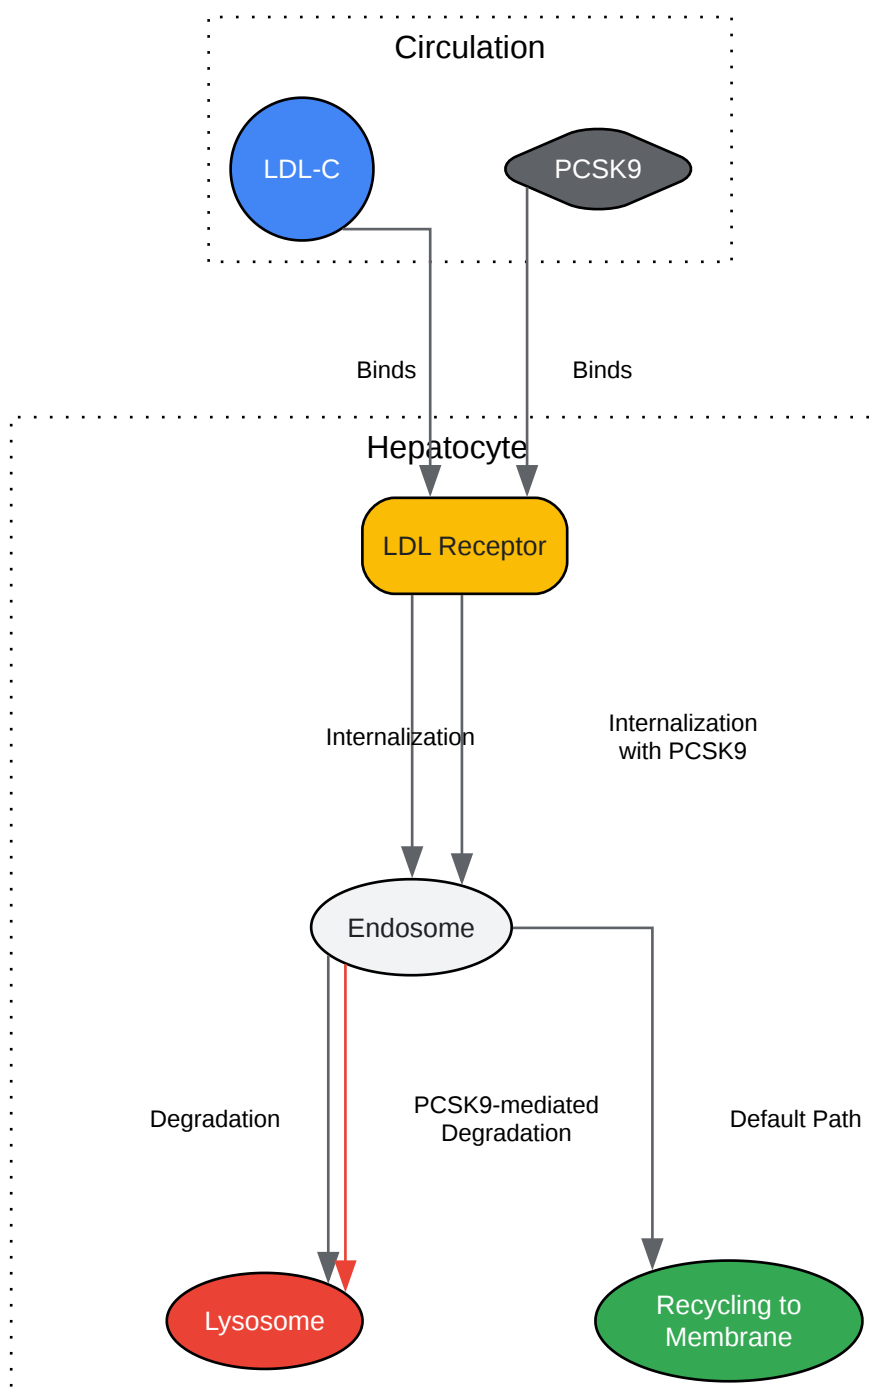 Circulation
LDL-C
PCSK9
Binds
Binds
Hepatocyte
LDL Receptor
Internalization
Internalization
with PCSK9
Endosome
Degradation
PCSK9-mediated
Degradation
Default Path
Lysosome
Recycling to
Membrane